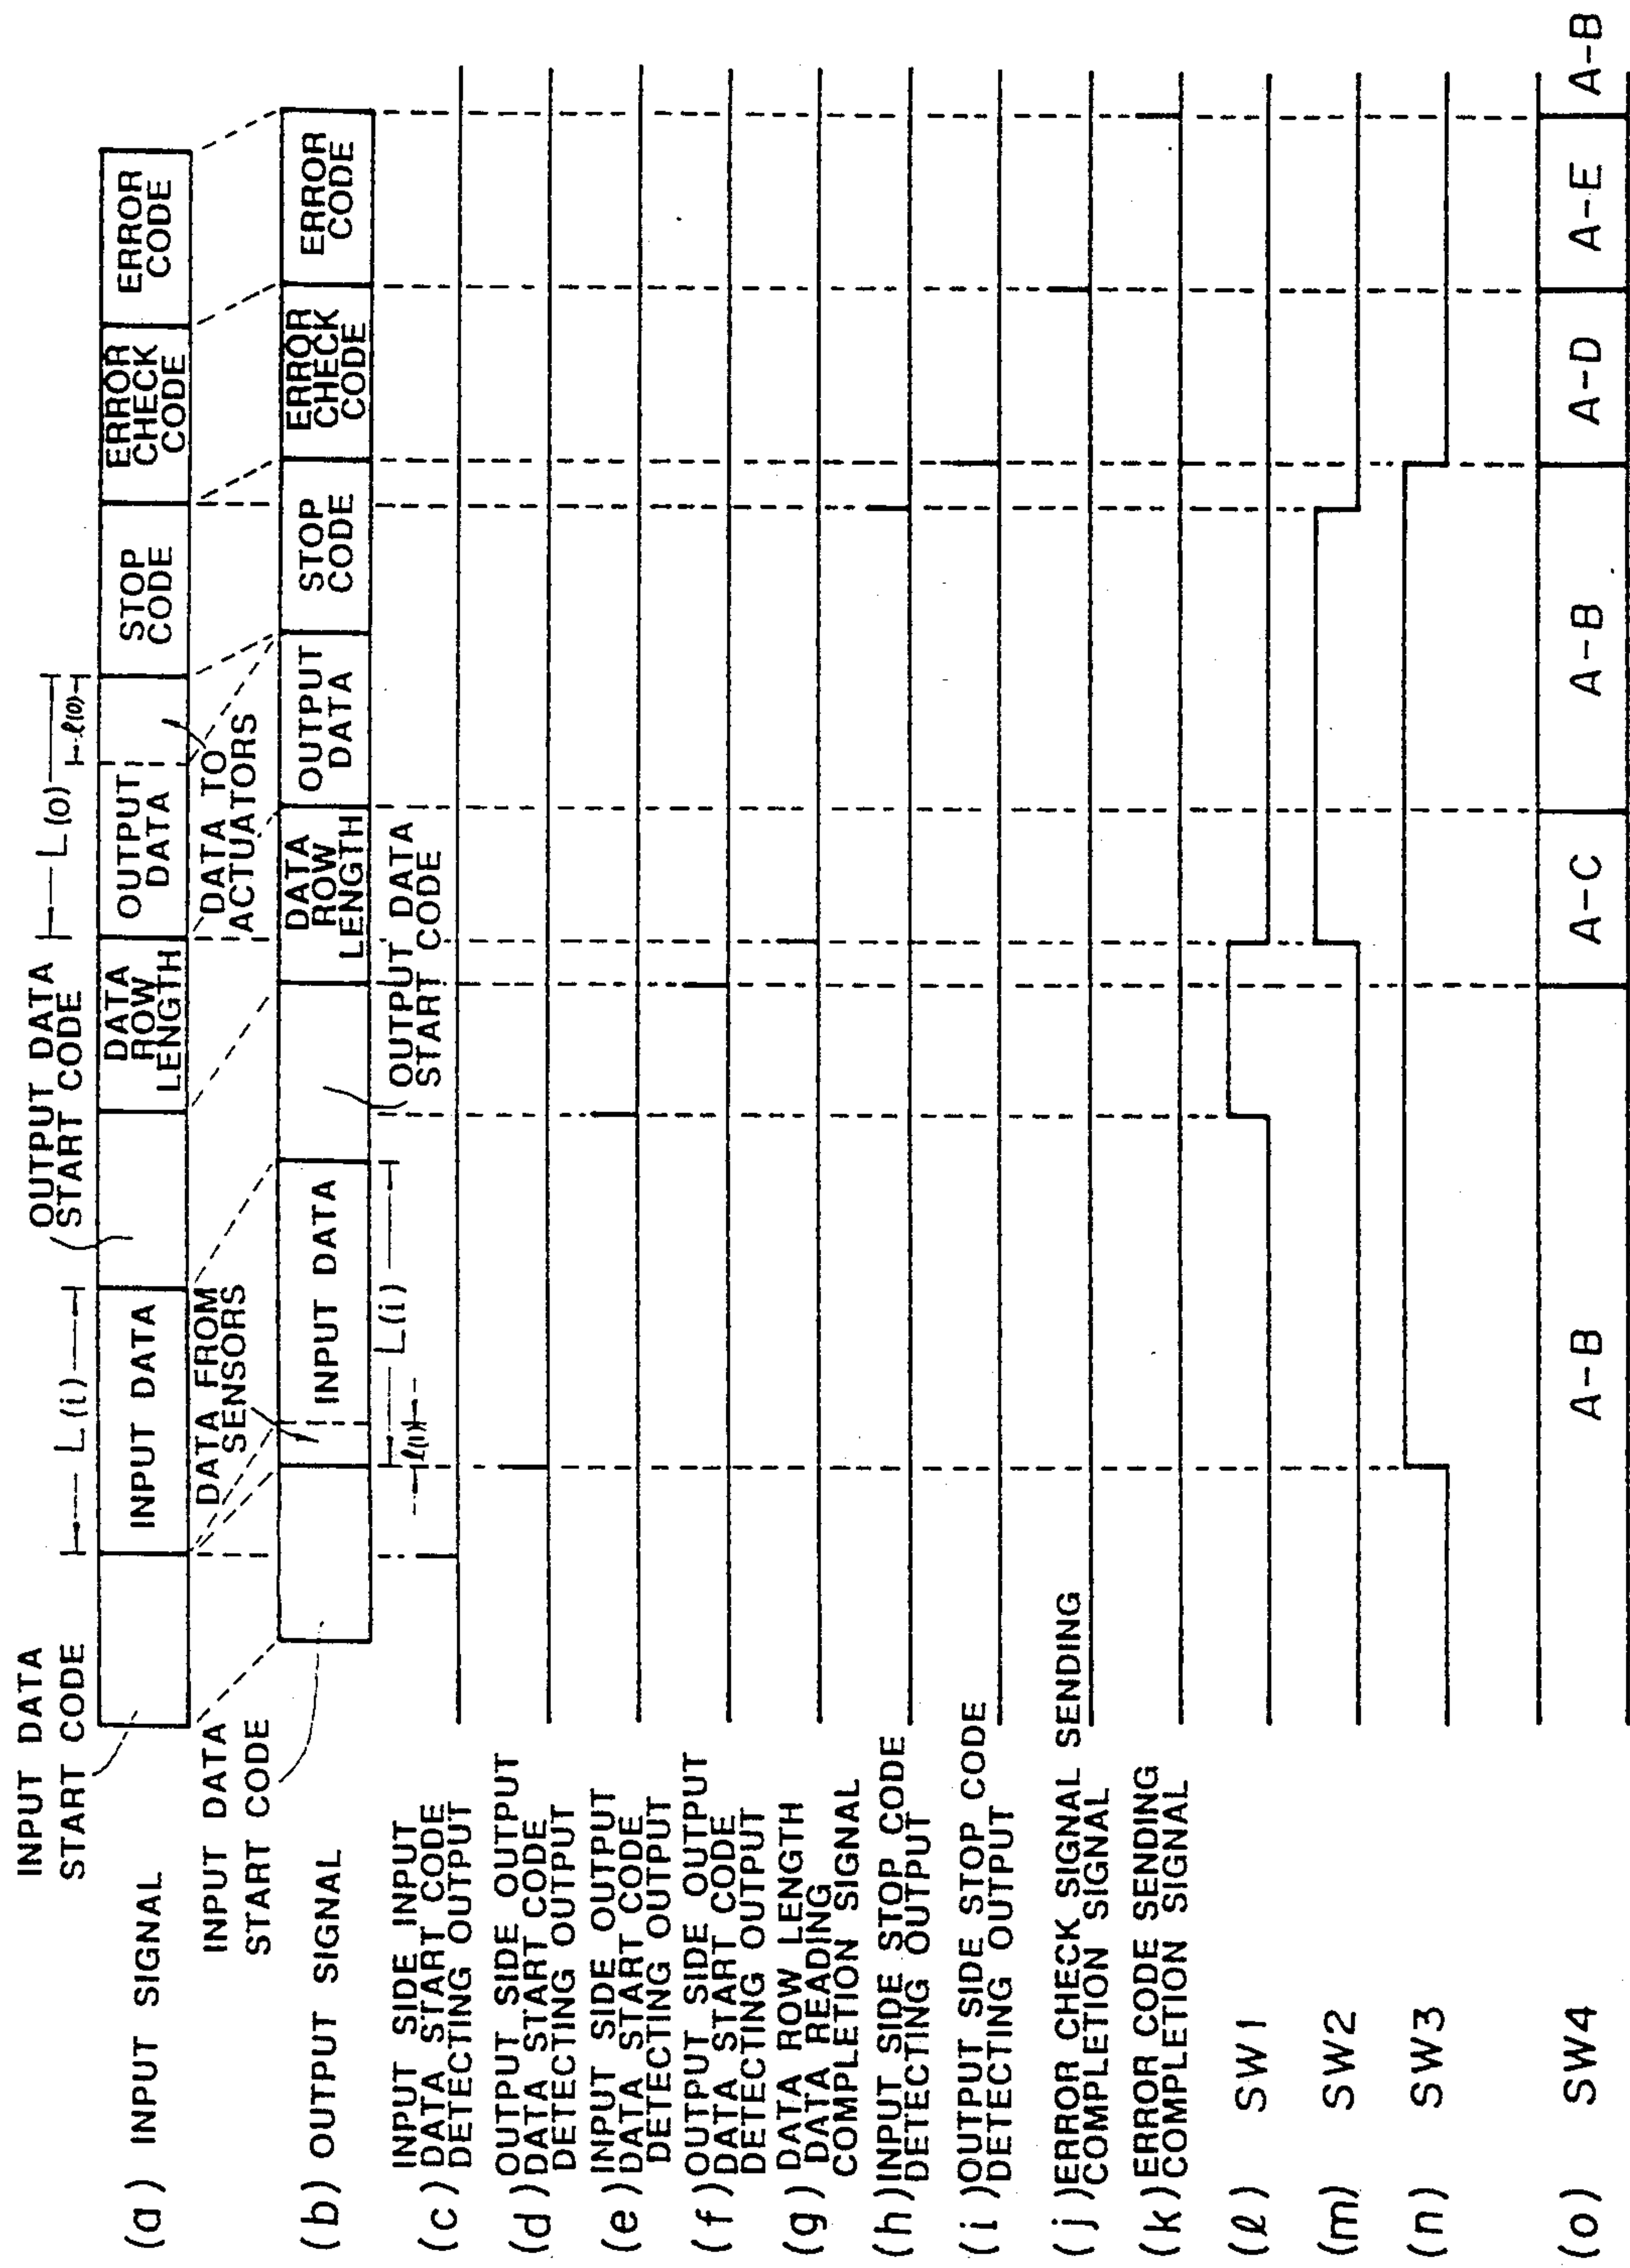 INPUT DATA
START CODE
L(i)
OUTPUT DATA
START CODE
L(o)
ℓ(0)
(a) INPUT SIGNAL
INPUT DATA
DATA
ROW
LENGTH
OUTPUT
DATA
STOP
CODE
ERROR
CHECK
CODE
ERROR
CODE
INPUT DATA
START CODE
DATA FROM
SENSORS
DATA TO
ACTUATORS
(b) OUTPUT SIGNAL
INPUT DATA
DATA
ROW
LENGTH
OUTPUT
DATA
STOP
CODE
ERROR
CHECK
CODE
ERROR
CODE
ℓ(1)
L(i)
OUTPUT DATA
START CODE
(c) INPUT SIDE INPUT
DATA START CODE
DETECTING OUTPUT
(d) OUTPUT SIDE OUTPUT
DATA START CODE
DETECTING OUTPUT
(e) INPUT SIDE OUTPUT
DATA START CODE
DETECTING OUTPUT
(f) OUTPUT SIDE OUTPUT
DATA START CODE
DETECTING OUTPUT
(g) DATA ROW LENGTH
DATA READING
COMPLETION SIGNAL
(h) INPUT SIDE STOP CODE
DETECTING OUTPUT
(i) OUTPUT SIDE STOP CODE
DETECTING OUTPUT
(j) ERROR CHECK SIGNAL SENDING
COMPLETION SIGNAL
(k) ERROR CODE SENDING
COMPLETION SIGNAL
(ℓ) SW1
(m) SW2
(n) SW3
(o) SW4
A-B
A-C
A-B
A-D
A-E
A-B